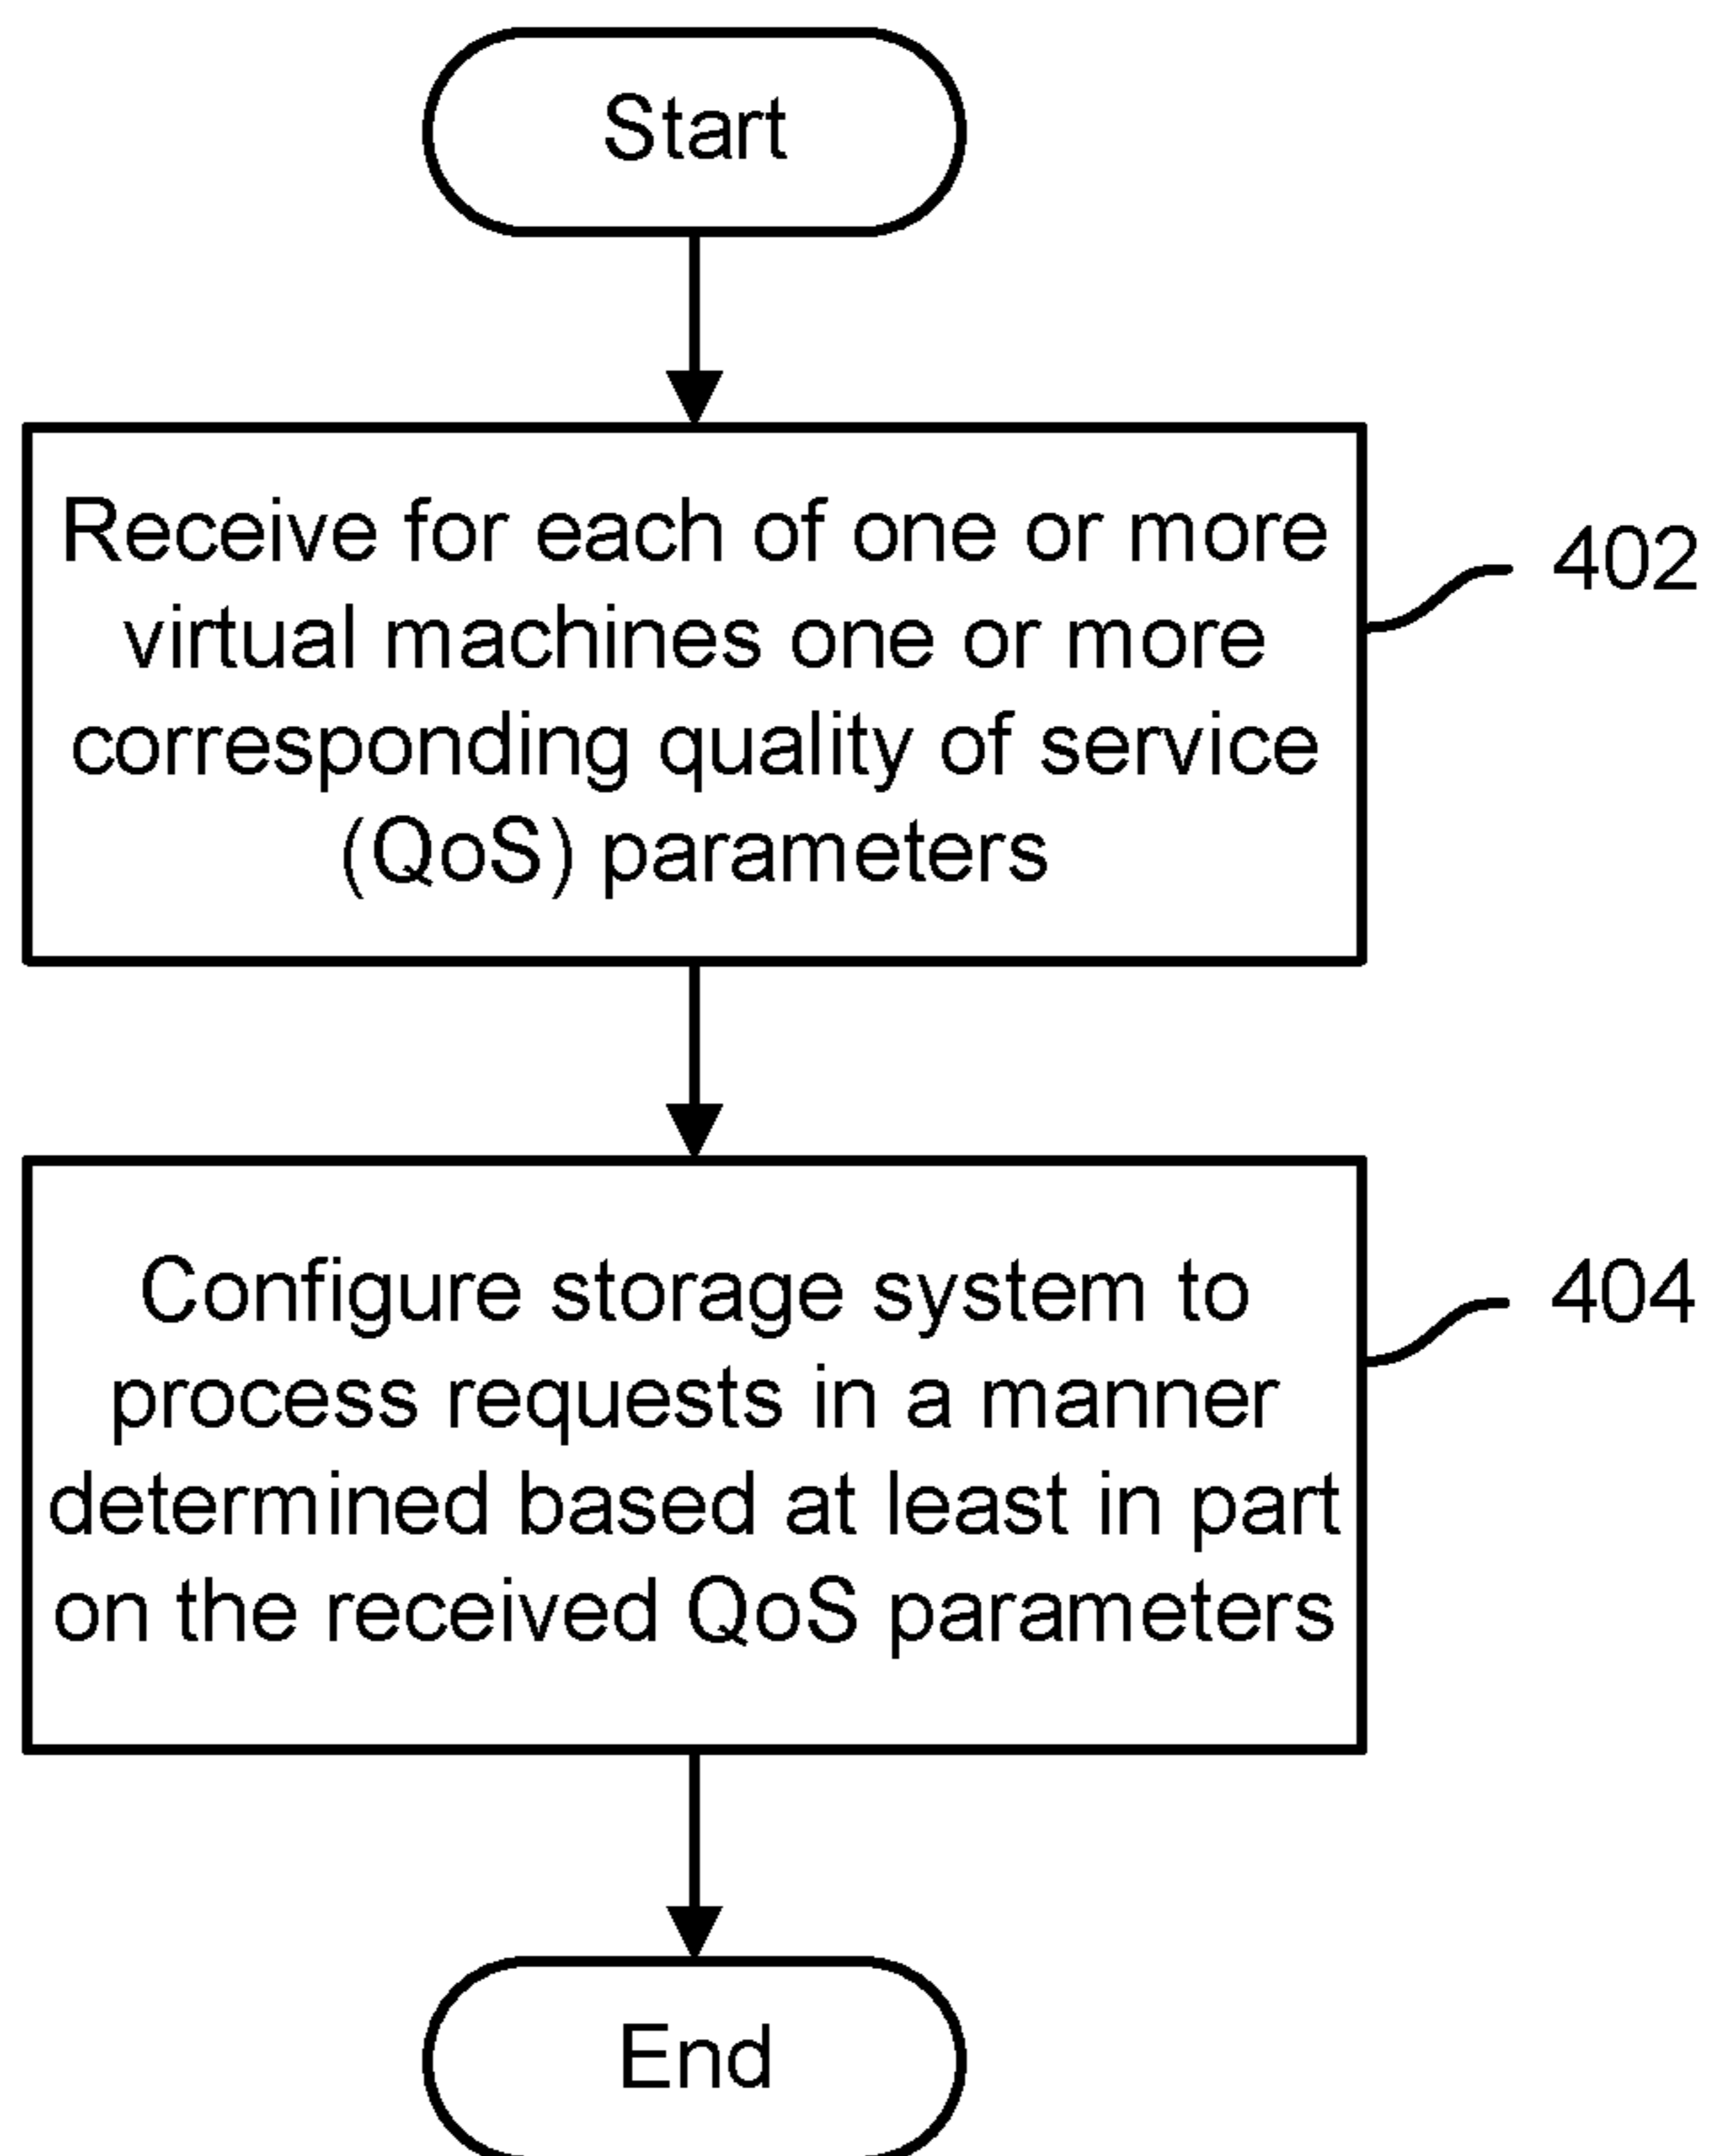 Start
Receive for each of one or more
virtual machines one or more
corresponding quality of service
(QoS) parameters
402
Configure storage system to
process requests in a manner
determined based at least in part
on the received QoS parameters
404
End